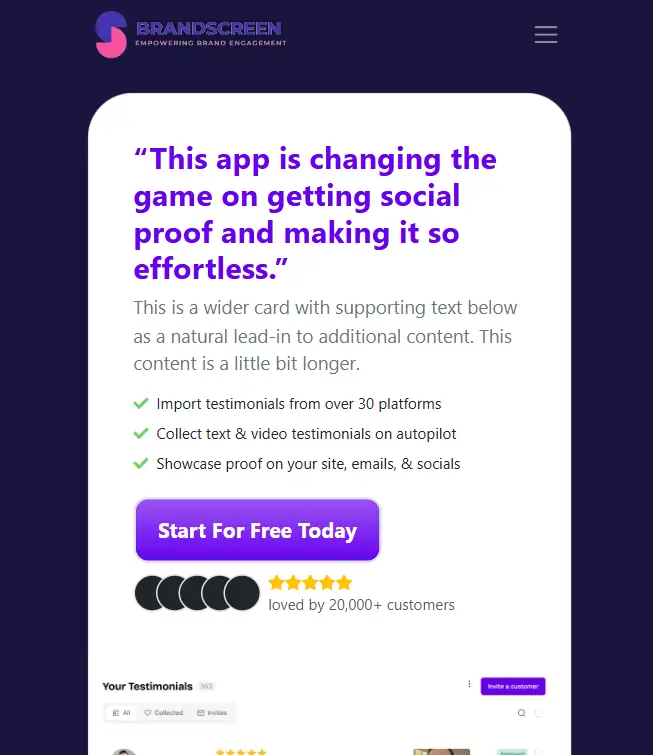 BRANDSCREEN
EMPOWERING BRAND ENGAGEMENT
“This app is changing the
game on getting social
proof and making it so
effortless.”
This is a wider card with supporting text below
as a natural lead-in to additional content. This
content is a little bit longer.
Import testimonials from over 30 platforms
Collect text & video testimonials on autopilot
Showcase proof on your site, emails, & socials
Start For Free Today
loved by 20,000+ customers
Your Testimonials 363
Invite a customer
All Collected Invites
Approved